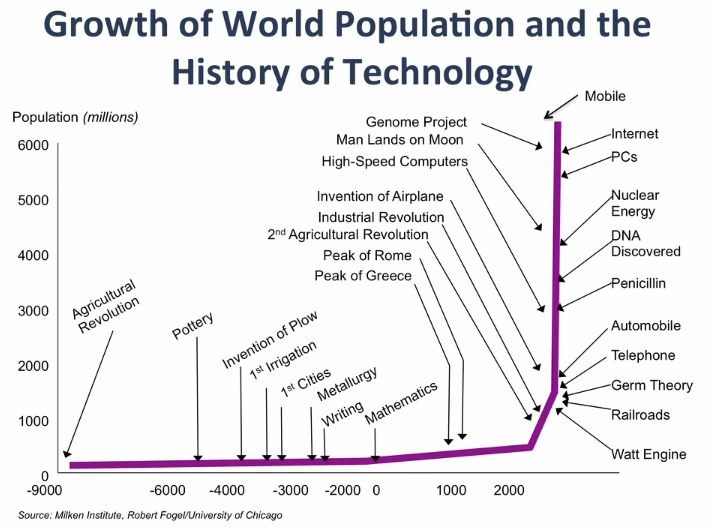 Growth of World Population and the
History of Technology
Population (millions)
6000
5000
4000
3000
2000
1000
0
-9000
-6000
-4000
-3000
-2000
0
1000
2000
Agricultural
Revolution
Pottery
Invention of Plow
1st Irrigation
1st Cities
Metallurgy
Writing
Mathematics
Genome Project
Man Lands on Moon
High-Speed Computers
Invention of Airplane
Industrial Revolution
2nd Agricultural Revolution
Peak of Rome
Peak of Greece
Mobile
Internet
PCs
Nuclear
Energy
DNA
Discovered
Penicillin
Automobile
Telephone
Germ Theory
Railroads
Watt Engine
Source: Milken Institute, Robert Fogel/University of Chicago